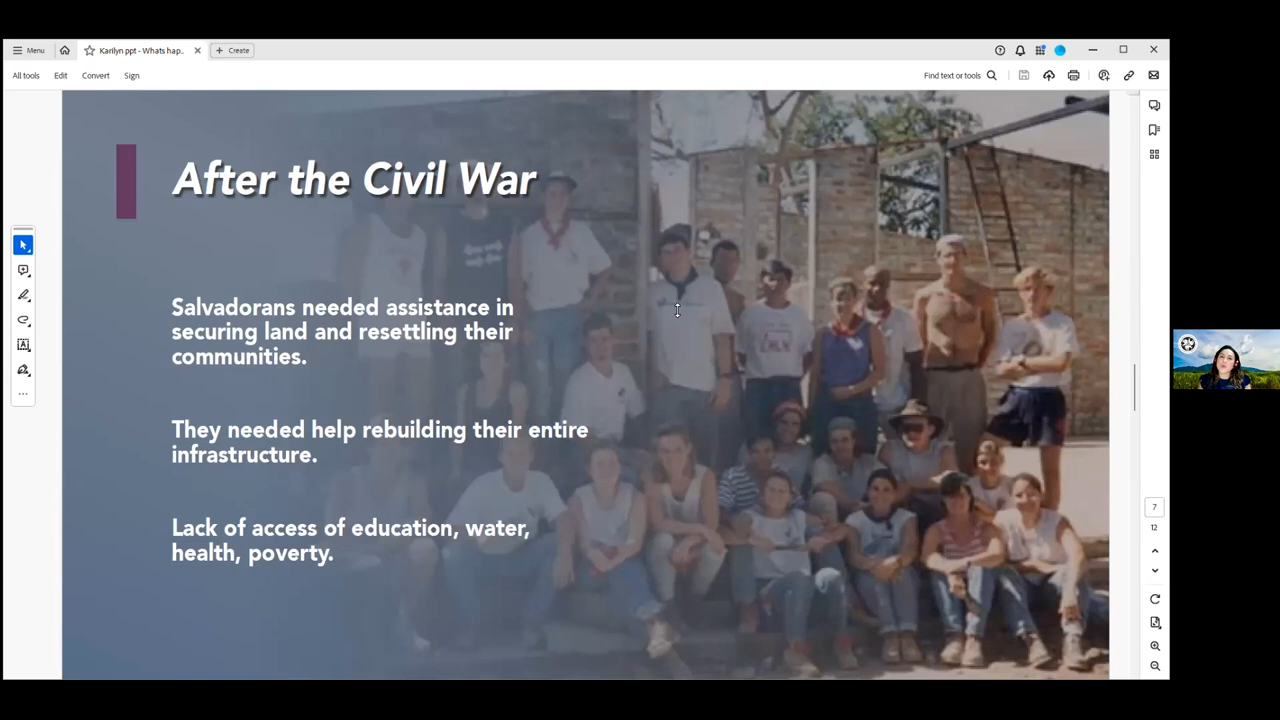 Menu
Karilyn ppt - Whats hap..
Create
All tools
Edit
Convert
Sign
Find text or tools
After the Civil War
Salvadorans needed assistance in
securing land and resettling their
communities.
They needed help rebuilding their entire
infrastructure.
Lack of access of education, water,
health, poverty.
7
12